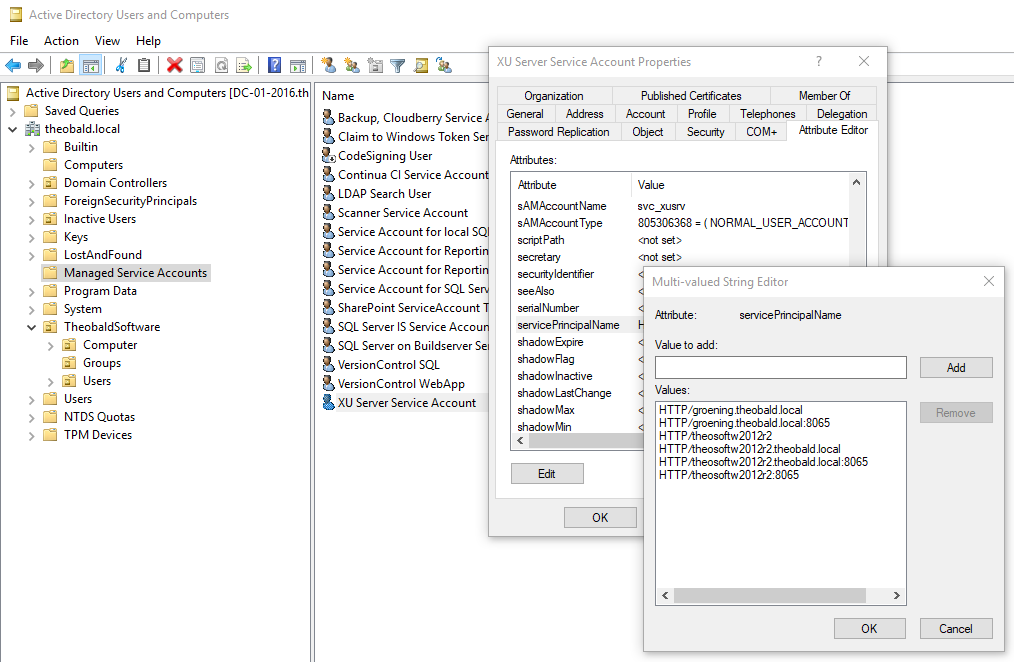 Active Directory Users and Computers
File Action View Help
Active Directory Users and Computers [DC-01-2016.th
Saved Queries
theobald.local
Builtin
Computers
Domain Controllers
ForeignSecurityPrincipals
Inactive Users
Keys
LostAndFound
Managed Service Accounts
Program Data
System
TheobaldSoftware
Computer
Groups
Users
Users
NTDS Quotas
TPM Devices
Name
Backup, Cloudberry Service A
Claim to Windows Token Ser
CodeSigning User
Continua CI Service Account
LDAP Search User
Scanner Service Account
Service Account for local SQL
Service Account for Reportin
Service Account for Reportin
Service Account for SQL Serv
SharePoint ServiceAccount T
SQL Server IS Service Accoun
SQL Server on Buildserver Se
VersionControl SQL
VersionControl WebApp
XU Server Service Account
XU Server Service Account Properties ?
Organization Published Certificates Member Of
General Address Account Profile Telephones Delegation
Password Replication Object Security COM+ Attribute Editor
Attributes:
Attribute Value
sAMAccountName svc_xusrv
sAMAccountType 805306368 = ( NORMAL_USER_ACCOUNT
scriptPath <not set>
secretary <not set>
securityIdentifier <
seeAlso <
serialNumber <
servicePrincipalName H
shadowExpire <
shadowFlag <
shadowInactive <
shadowLastChange <
shadowMax <
shadowMin <
Edit
OK
Multi-valued String Editor
Attribute: servicePrincipalName
Value to add:
Add
Values:
Remove
HTTP/groening.theobald.local
HTTP/groening.theobald.local:8065
HTTP/theosoftw2012r2
HTTP/theosoftw2012r2.theobald.local
HTTP/theosoftw2012r2.theobald.local:8065
HTTP/theosoftw2012r2:8065
OK Cancel